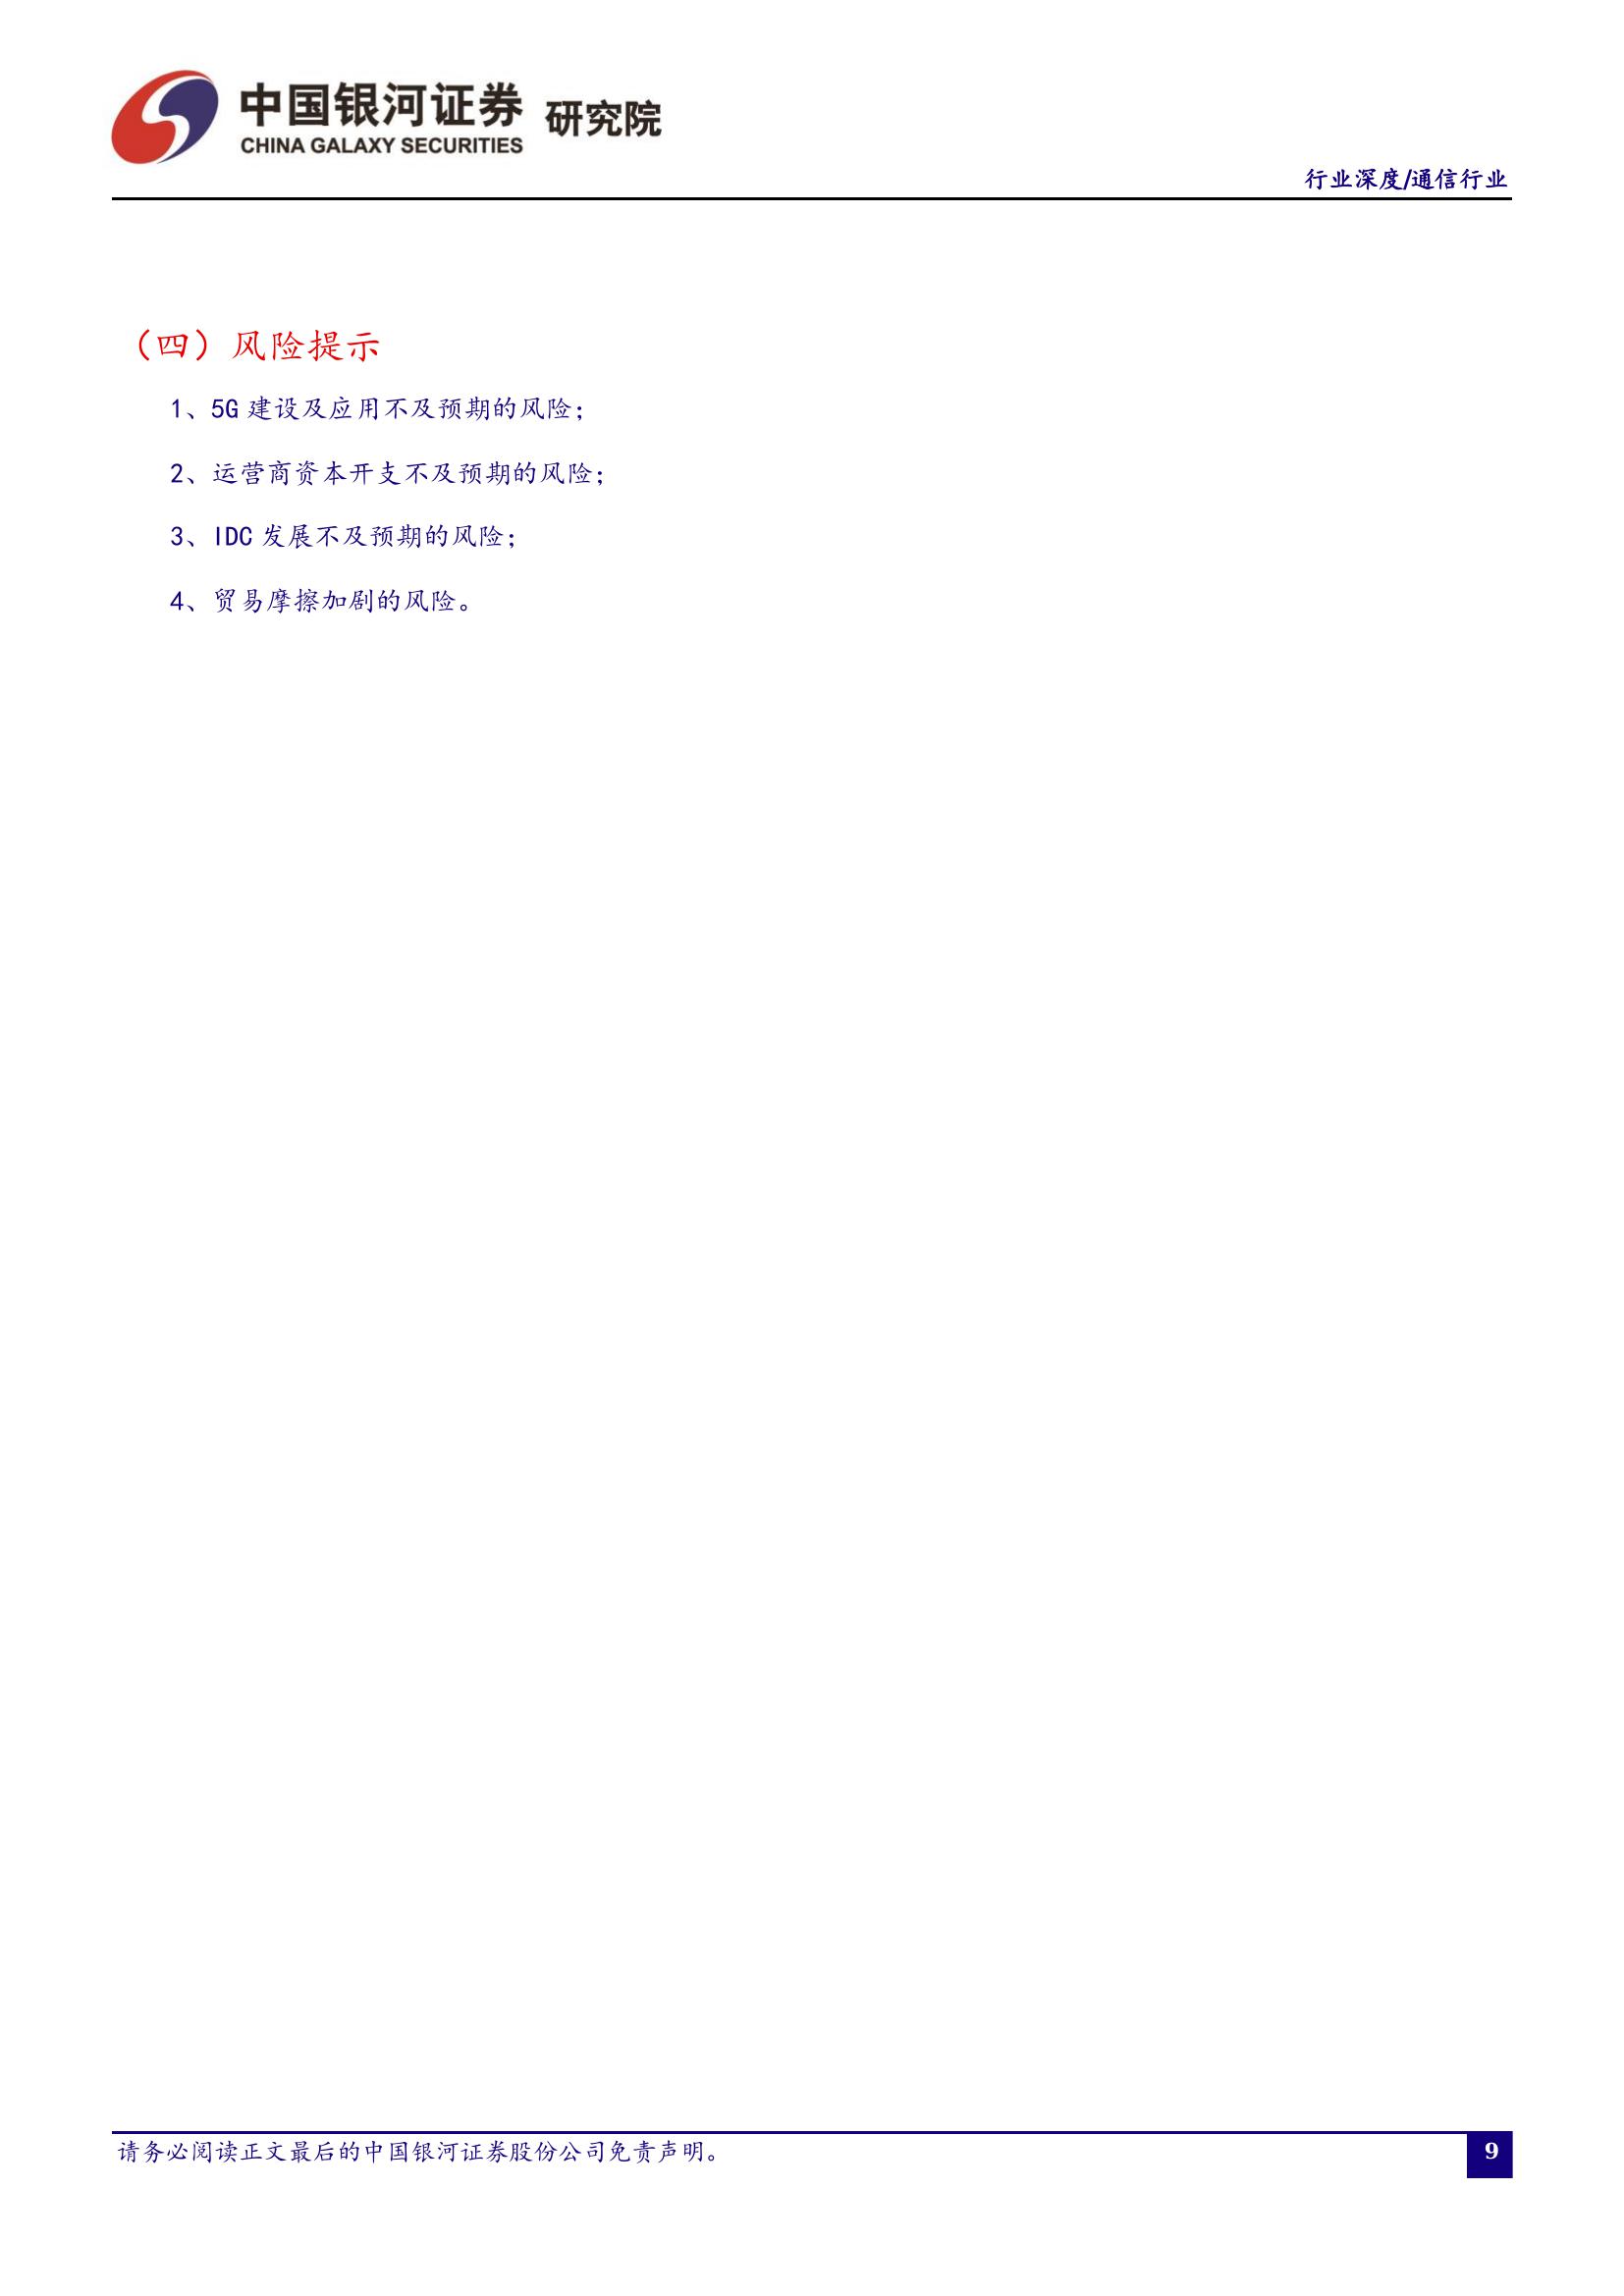 中国银河证券 研究院
CHINA GALAXY SECURITIES
行业深度/通信行业
（四）风险提示
1、5G 建设及应用不及预期的风险；
2、运营商资本开支不及预期的风险；
3、IDC 发展不及预期的风险；
4、贸易摩擦加剧的风险。
请务必阅读正文最后的中国银河证券股份公司免责声明。
9